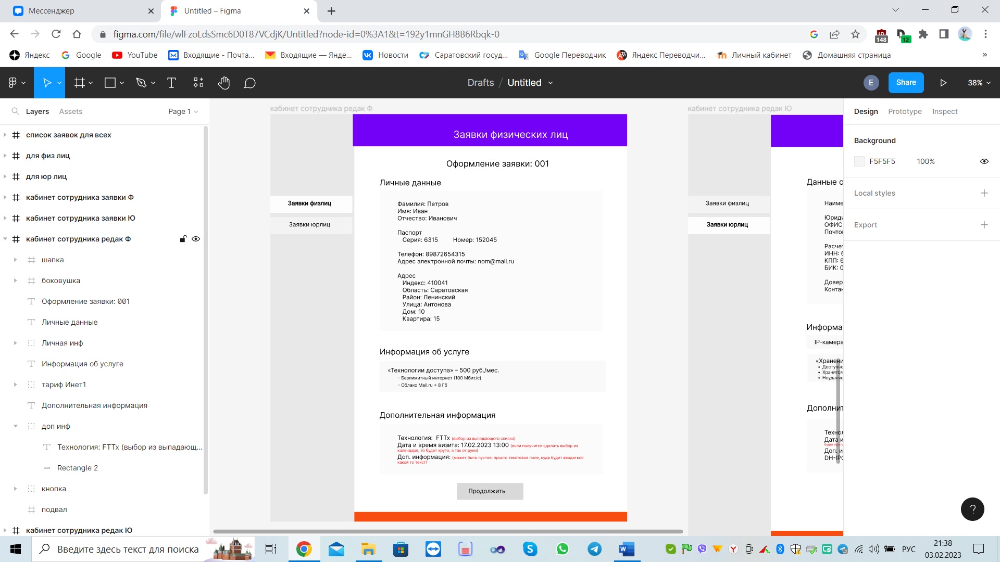 Мессенджер
Untitled – Figma
figma.com/file/wlFzoLdsSmc6D0T87VCdjK/Untitled?node-id=0%3A1&t=192y1mnGH8B6Rbqk-0
148
12
Яндекс
Google
YouTube
Входящие - Почта...
Входящие — Янде...
Новости
Саратовский госуд...
Google Переводчик
Яндекс Переводчи...
Личный кабинет
Домашняя страница
»
Drafts / Untitled
E
Share
38%
Layers
Assets
Page 1
список заявок для всех
для физ лиц
для юр лиц
кабинет сотрудника заявки Ф
кабинет сотрудника заявки Ю
кабинет сотрудника редак Ф
шапка
боковушка
Оформление заявки: 001
Личные данные
Личная инф
Информация об услуге
тариф Инет1
Дополнительная информация
доп инф
Технология: FTTx (выбор из выпадающ...
Rectangle 2
кнопка
подвал
кабинет сотрудника редак Ю
кабинет сотрудника редак Ф
Заявки физических лиц
Заявки физлиц
Заявки юрлиц
Оформление заявки: 001
Личные данные
Фамилия: Петров
Имя: Иван
Отчество: Иванович
Паспорт
Серия: 6315 Номер: 152045
Телефон: 89872654315
Адрес электронной почты: nom@mail.ru
Адрес
Индекс: 410041
Область: Саратовская
Район: Ленинский
Улица: Антонова
Дом: 10
Квартира: 15
Информация об услуге
«Технологии доступа» – 500 руб./мес.
- Безлимитный интернет (100 Мбит/с)
- Облако Mail.ru + 8 Гб
Дополнительная информация
Технология: FTTx (выбор из выпадающего списка)
Дата и время визита: 17.02.2023 13:00 (если получится сделать выбор из
календаря, то будет круто, а так от руки)
Доп. информация: (может быть пустое, просто текстовое поле, куда будет вводиться
какой то текст)
Продолжить
кабинет сотрудника редак Ю
Заявки физлиц
Заявки юрлиц
Данные о
Наиме
Юриди
ОФИС
Почтов
Расчет
ИНН: 6
КПП: 6
БИК: 0
Довер
Контак
Информа
IP-камера
«Хранени
• Доступно
• Хранятся
• Неудаляе
Дополнит
Технол
Дата и
будет круто
Доп. и
DH-IPC
Design
Prototype
Inspect
Background
F5F5F5
100%
Local styles
Export
?
Введите здесь текст для поиска
РУС
21:38
03.02.2023